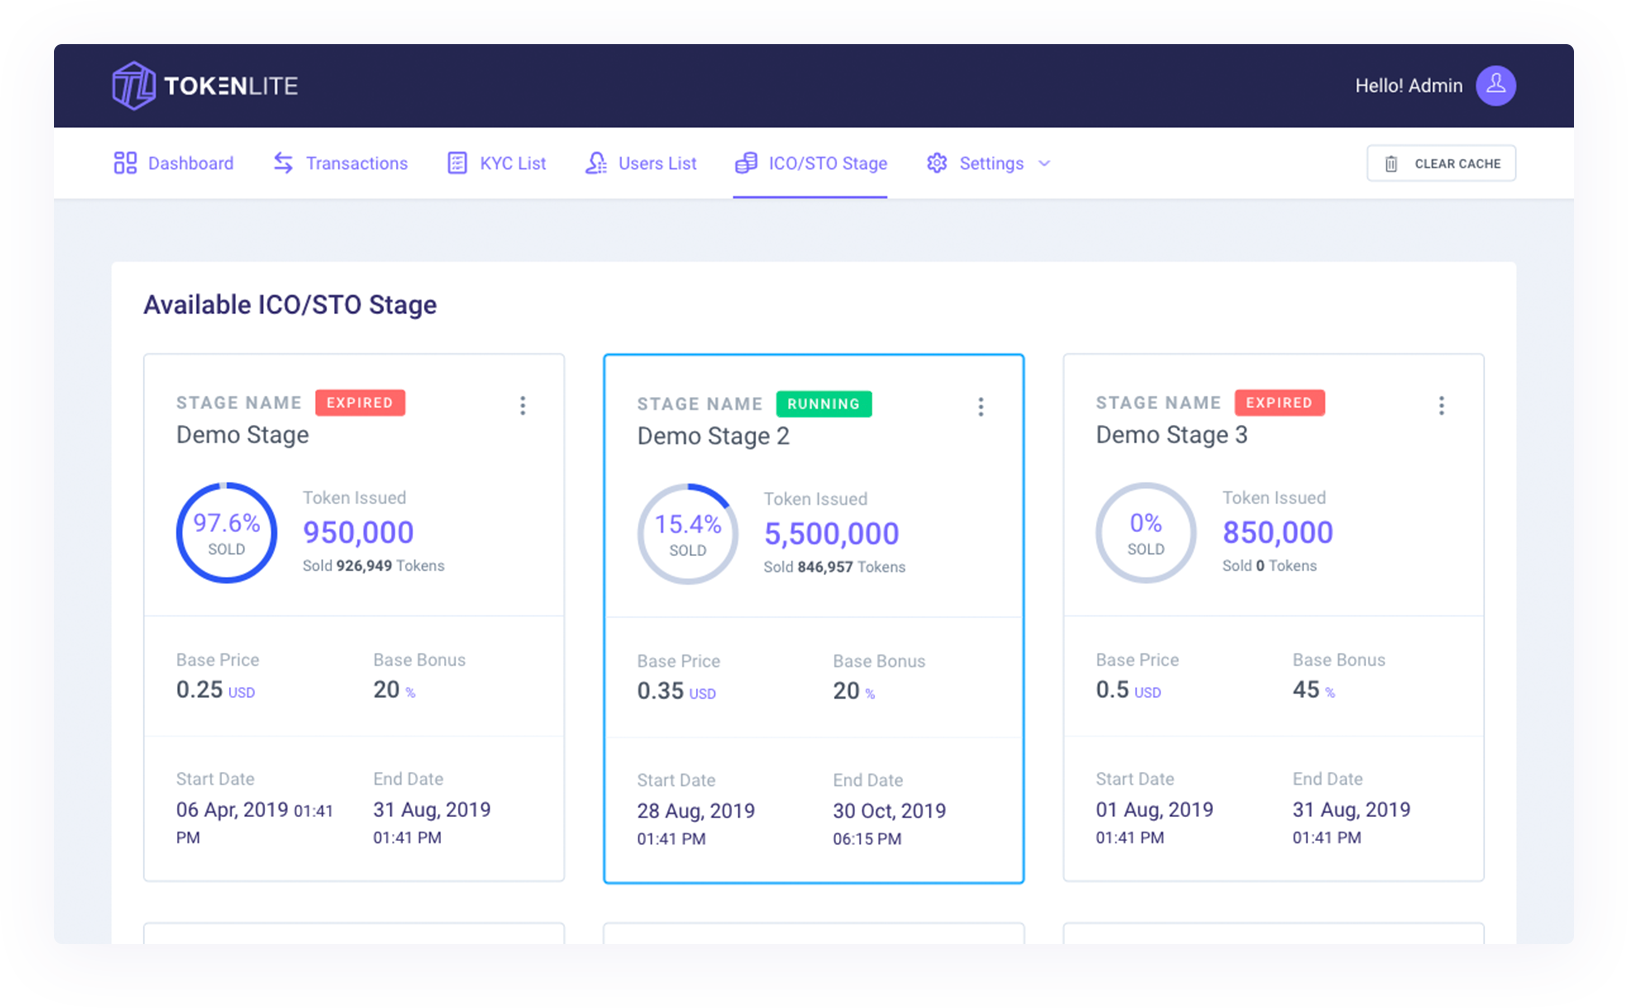 TOKENLITE
Hello! Admin
Dashboard
Transactions
KYC List
Users List
ICO/STO Stage
Settings
CLEAR CACHE
Available ICO/STO Stage
STAGE NAME EXPIRED
Demo Stage
97.6%
SOLD
Token Issued
950,000
Sold 926,949 Tokens
Base Price
0.25 USD
Base Bonus
20 %
Start Date
06 Apr, 2019 01:41
PM
End Date
31 Aug, 2019
01:41 PM
STAGE NAME RUNNING
Demo Stage 2
15.4%
SOLD
Token Issued
5,500,000
Sold 846,957 Tokens
Base Price
0.35 USD
Base Bonus
20 %
Start Date
28 Aug, 2019
01:41 PM
End Date
30 Oct, 2019
06:15 PM
STAGE NAME EXPIRED
Demo Stage 3
0%
SOLD
Token Issued
850,000
Sold 0 Tokens
Base Price
0.5 USD
Base Bonus
45 %
Start Date
01 Aug, 2019
01:41 PM
End Date
31 Aug, 2019
01:41 PM